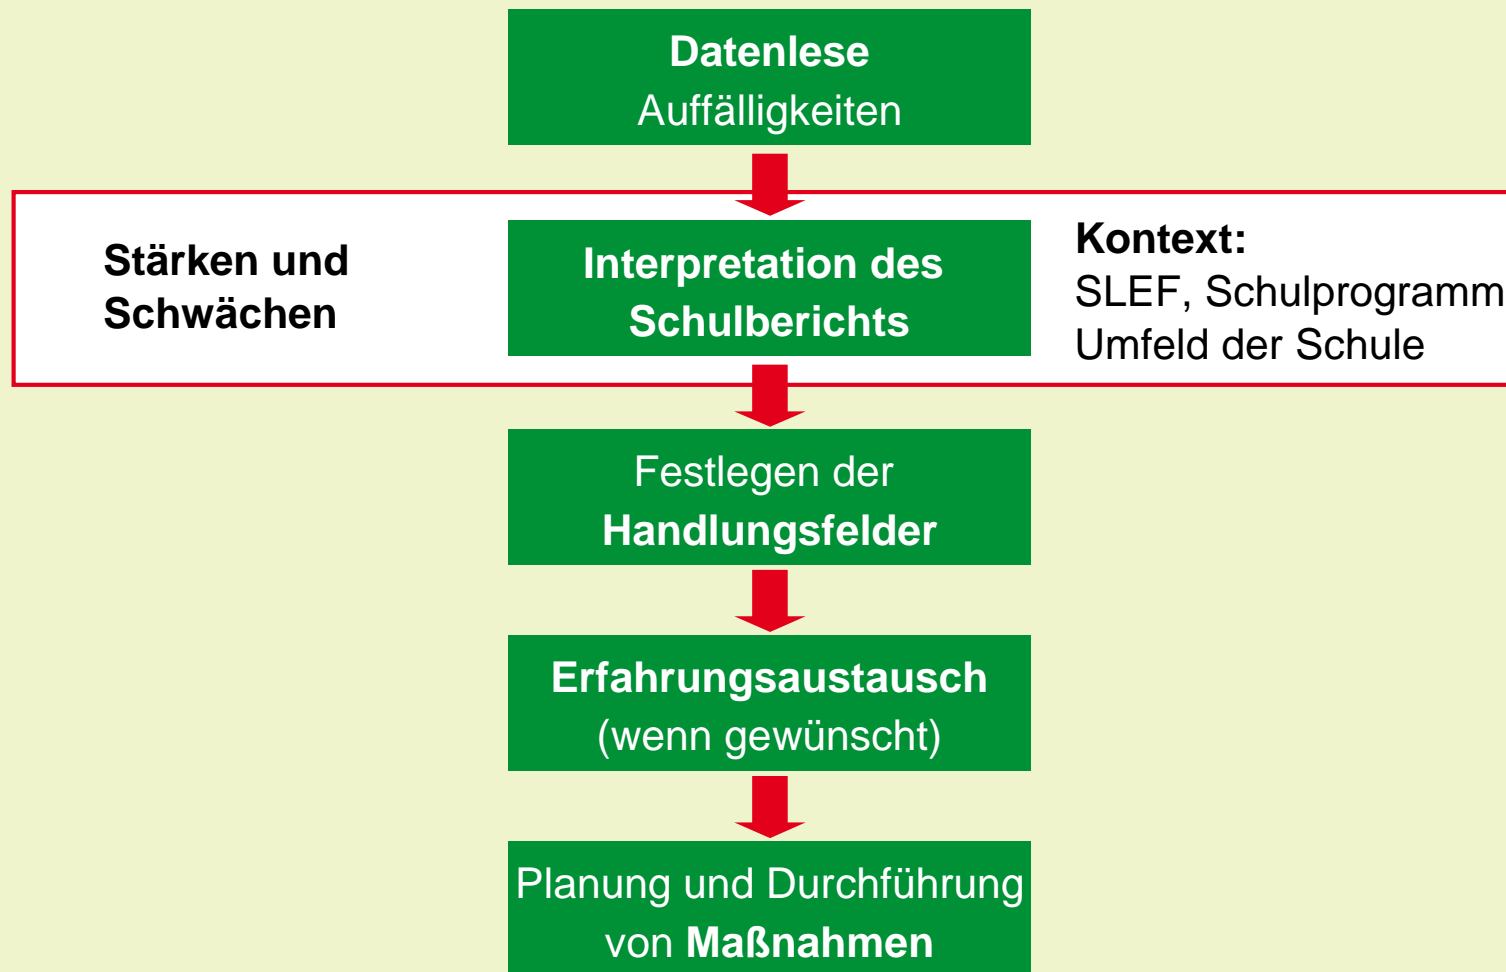 Datenlese
Auffälligkeiten
Stärken und
Schwächen
Interpretation des
Schulberichts
Kontext:
SLEF, Schulprogramm
Umfeld der Schule
Festlegen der
Handlungsfelder
Erfahrungsaustausch
(wenn gewünscht)
Planung und Durchführung
von Maßnahmen